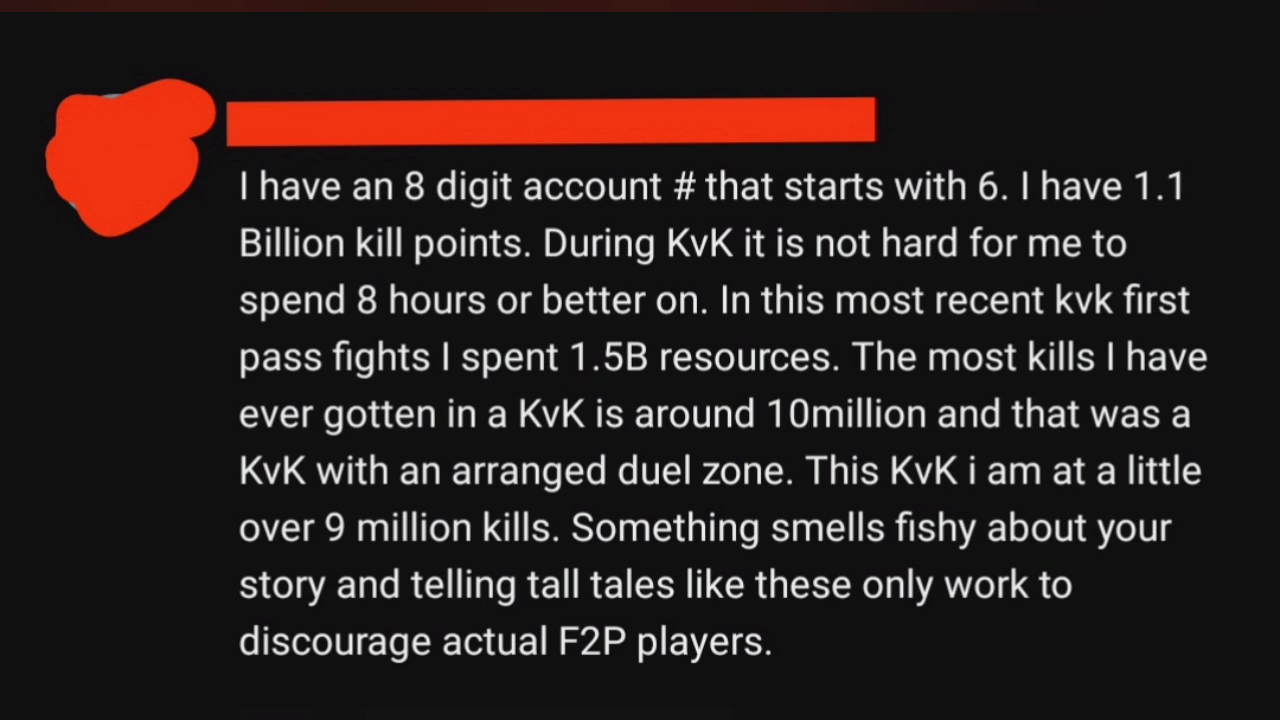 I have an 8 digit account # that starts with 6. I have 1.1
Billion kill points. During KvK it is not hard for me to
spend 8 hours or better on. In this most recent kvk first
pass fights I spent 1.5B resources. The most kills I have
ever gotten in a KvK is around 10million and that was a
KvK with an arranged duel zone. This KvK i am at a little
over 9 million kills. Something smells fishy about your
story and telling tall tales like these only work to
discourage actual F2P players.